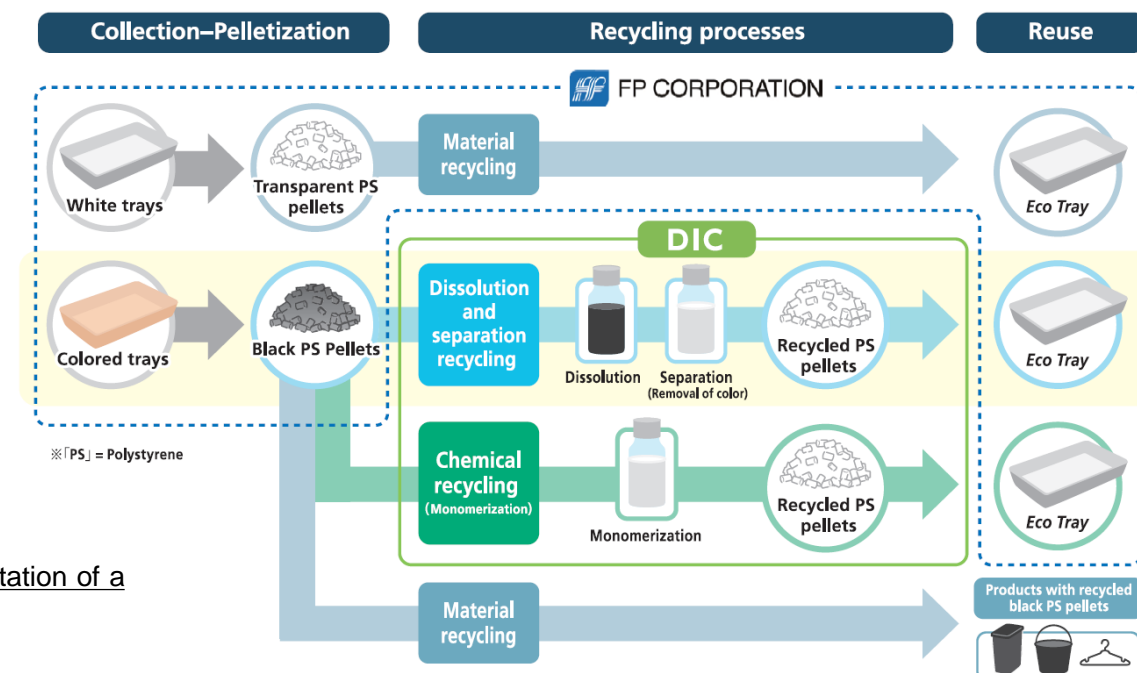 Collection–Pelletization
Recycling processes
Reuse
FP CORPORATION
White trays
Transparent PS
pellets
Material
recycling
Eco Tray
DIC
Colored trays
Black PS Pellets
Dissolution
and
separation
recycling
Dissolution
Separation
(Removal of color)
Recycled PS
pellets
Eco Tray
※「PS」 = Polystyrene
Chemical
recycling
(Monomerization)
Monomerization
Recycled PS
pellets
Eco Tray
tation of a
Material
recycling
Products with recycled
black PS pellets